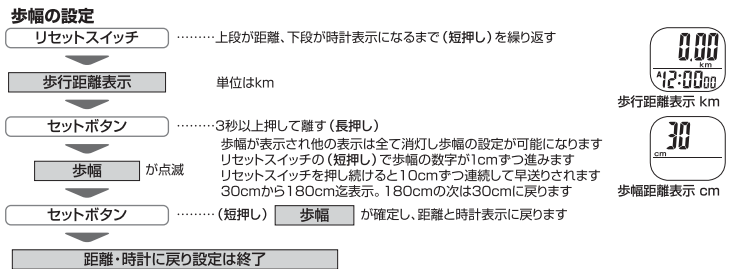 歩幅の設定
リセットスイッチ ………上段が距離、下段が時計表示になるまで（短押し）を繰り返す
歩行距離表示 単位はkm
0.00
km
A12:0000
歩行距離表示 km
セットボタン ………3秒以上押して離す（長押し）
歩幅が表示され他の表示は全て消灯し歩幅の設定が可能になります
リセットスイッチの（短押し）で歩幅の数字が1cmずつ進みます
リセットスイッチを押し続けると10cmずつ連続して早送りされます
30cmから180cm迄表示。180cmの次は30cmに戻ります
歩幅 が点滅
30
cm
歩幅距離表示 cm
セットボタン ………（短押し） 歩幅 が確定し、距離と時計表示に戻ります
距離・時計に戻り設定は終了